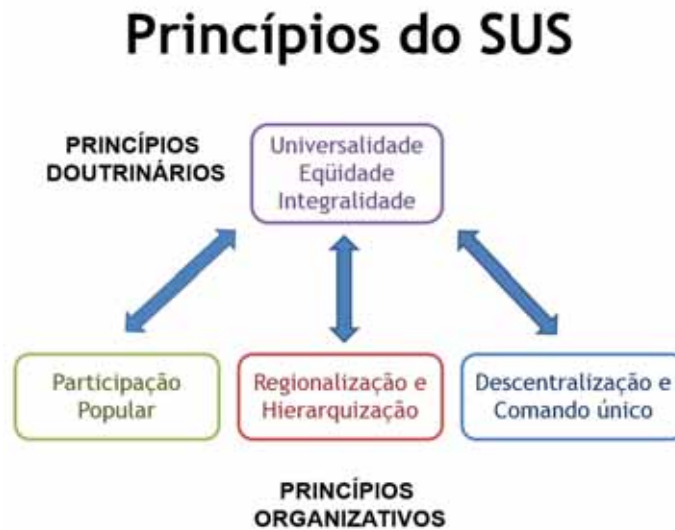 Princípios do SUS
PRINCÍPIOS
DOUTRINÁRIOS
Universalidade
Eqüidade
Integralidade
Participação
Popular
Regionalização e
Hierarquização
Descentralização e
Comando único
PRINCÍPIOS
ORGANIZATIVOS